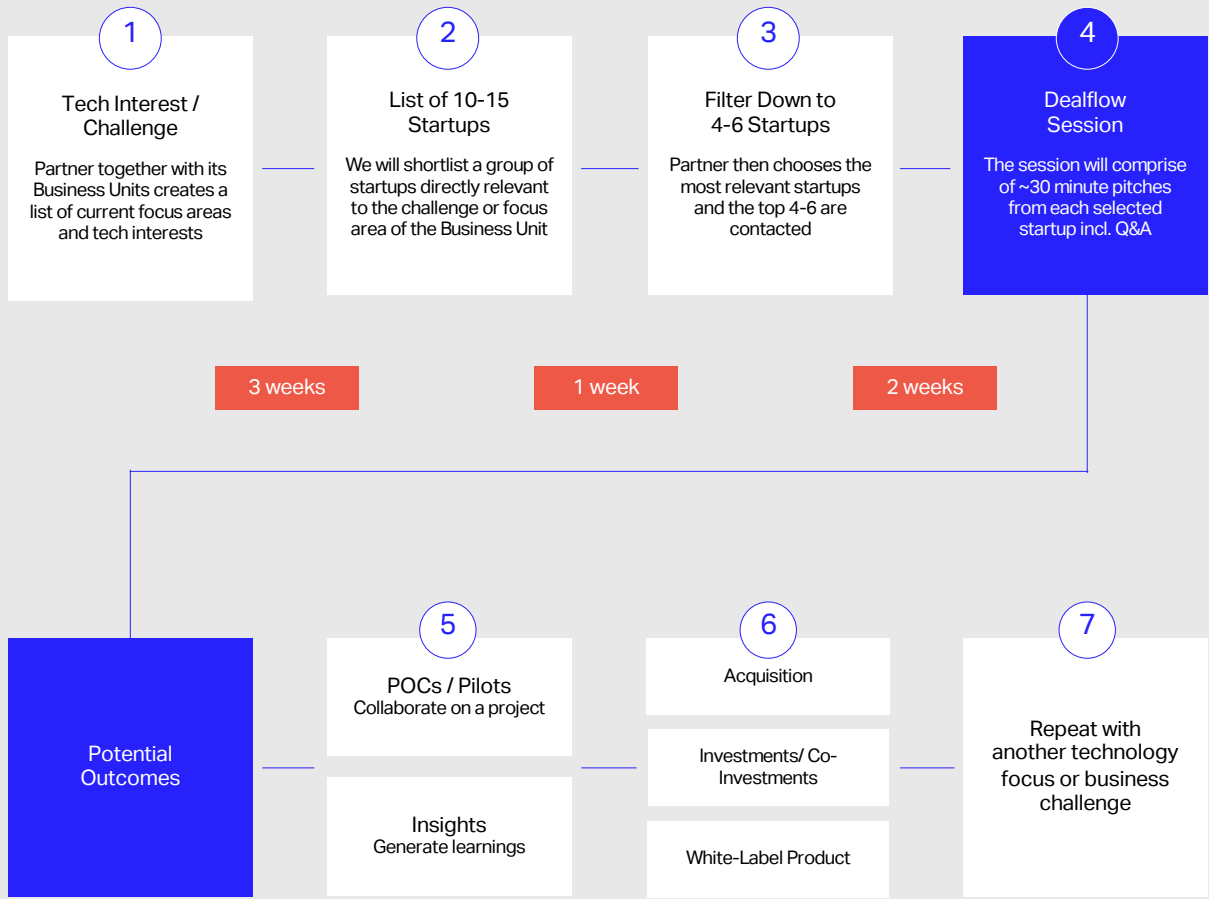 1
Tech Interest /
Challenge
Partner together with its
Business Units creates a
list of current focus areas
and tech interests
2
List of 10-15
Startups
We will shortlist a group of
startups directly relevant
to the challenge or focus
area of the Business Unit
3
Filter Down to
4-6 Startups
Partner then chooses the
most relevant startups
and the top 4-6 are
contacted
4
Dealflow
Session
The session will comprise
of ~30 minute pitches
from each selected
startup incl. Q&A
3 weeks
1 week
2 weeks
Potential
Outcomes
5
POCs / Pilots
Collaborate on a project
Insights
Generate learnings
6
Acquisition
Investments/ Co-
Investments
White-Label Product
7
Repeat with
another technology
focus or business
challenge